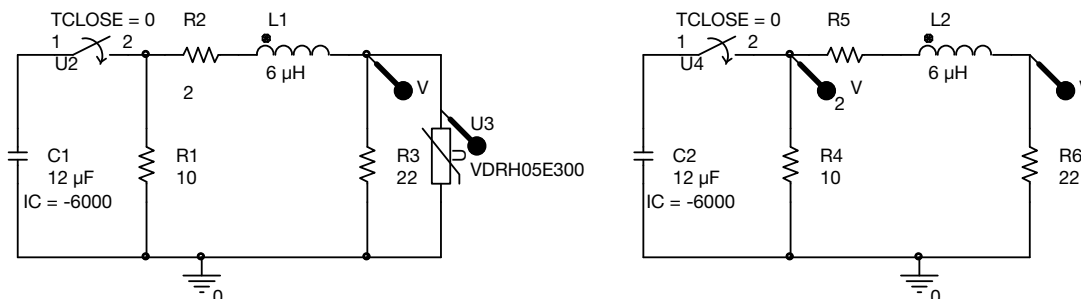 TCLOSE = 0
R2
L1
1
2
U2
6 µH
V
2
U3
C1
12 µF
IC = -6000
R1
10
R3
22
VDRH05E300
0
TCLOSE = 0
R5
L2
1
2
U4
6 µH
V
2
V
C2
12 µF
IC = -6000
R4
10
R6
22
0